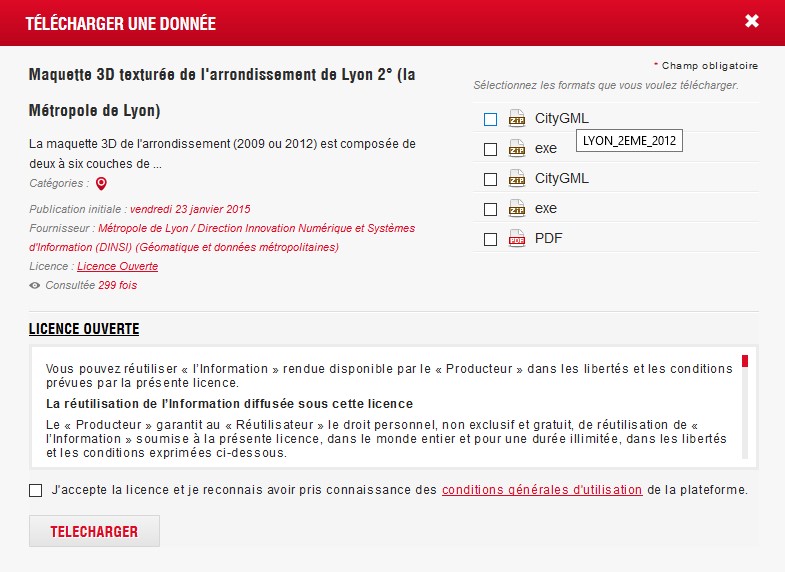 TÉLÉCHARGER UNE DONNÉE
Maquette 3D texturée de l'arrondissement de Lyon 2° (la
Métropole de Lyon)
La maquette 3D de l'arrondissement (2009 ou 2012) est composée de
deux à six couches de ...
Catégories :
Publication initiale : vendredi 23 janvier 2015
Fournisseur : Métropole de Lyon / Direction Innovation Numérique et Systèmes
d'Information (DINSI) (Géomatique et données métropolitaines)
Licence : Licence Ouverte
Consultée 299 fois
* Champ obligatoire
Sélectionnez les formats que vous voulez télécharger.
ZIP CityGML
LYON_2EME_2012
ZIP exe
ZIP CityGML
ZIP exe
PDF PDF
LICENCE OUVERTE
Vous pouvez réutiliser « l'Information » rendue disponible par le « Producteur » dans les libertés et les conditions
prévues par la présente licence.
La réutilisation de l'Information diffusée sous cette licence
Le « Producteur » garantit au « Réutilisateur » le droit personnel, non exclusif et gratuit, de réutilisation de «
l'Information » soumise à la présente licence, dans le monde entier et pour une durée illimitée, dans les libertés
et les conditions exprimées ci-dessous.
J'accepte la licence et je reconnais avoir pris connaissance des conditions générales d'utilisation de la plateforme.
TELECHARGER